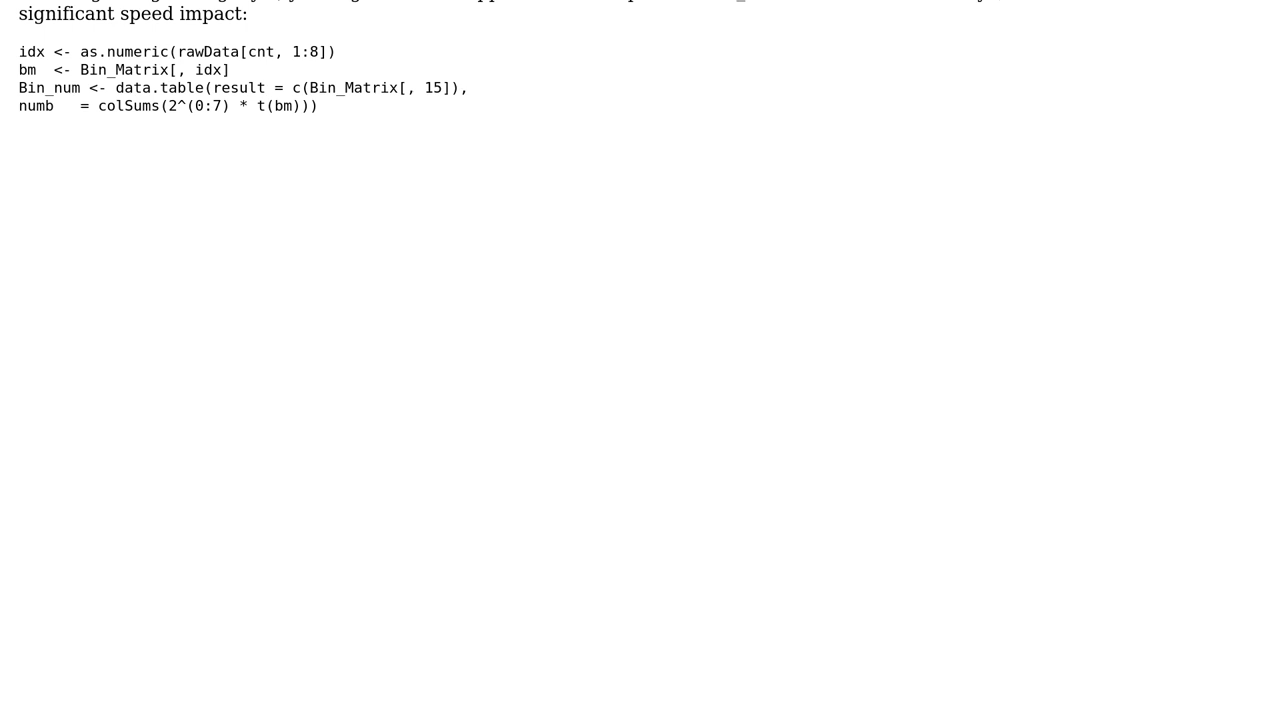 significant speed impact:
idx <- as.numeric(rawData[cnt, 1:8])
bm  <- Bin_Matrix[, idx]
Bin_num <- data.table(result = c(Bin_Matrix[, 15]),
numb   = colSums(2^(0:7) * t(bm)))